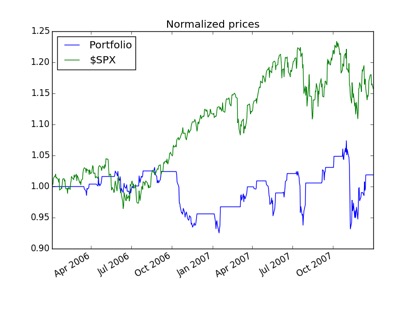 Normalized prices
Portfolio
$SPX
1.25
1.20
1.15
1.10
1.05
1.00
0.95
0.90
Apr 2006
Jul 2006
Oct 2006
Jan 2007
Apr 2007
Jul 2007
Oct 2007